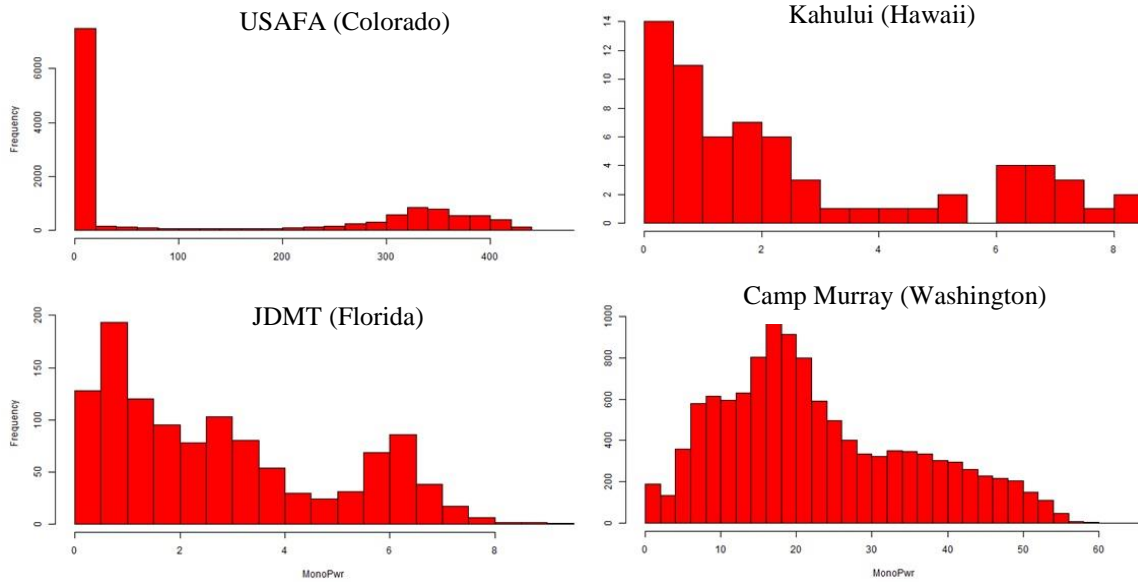 USAFA (Colorado)
Frequency
6000
4000
2000
0
0 100 200 300 400
Kahului (Hawaii)
14
12
10
8
6
4
2
0
0 2 4 6 8
JDMT (Florida)
Frequency
200
150
100
50
0
0 2 4 6 8
MonoPwr
Camp Murray (Washington)
1000
800
600
400
200
0
0 10 20 30 40 50 60
MonoPwr